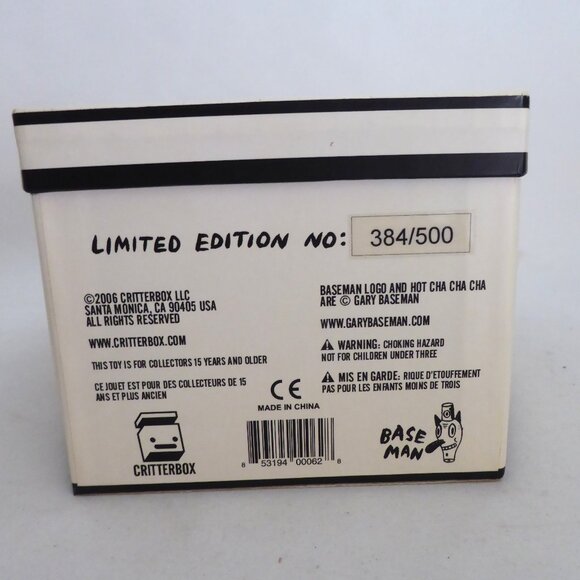 LIMITED EDITION NO: 384/500
©2006 CRITTERBOX LLC
SANTA MONICA, CA 90405 USA
ALL RIGHTS RESERVED
WWW.CRITTERBOX.COM
THIS TOY IS FOR COLLECTORS 15 YEARS AND OLDER
CE JOUET EST POUR DES COLLECTEURS DE 15
ANS ET PLUS ANCIEN
CRITTERBOX
CE
MADE IN CHINA
8 53194 00062 8
BASEMAN LOGO AND HOT CHA CHA CHA
ARE © GARY BASEMAN
WWW.GARYBASEMAN.COM
WARNING: CHOKING HAZARD
NOT FOR CHILDREN UNDER THREE
MIS EN GARDE: RIQUE D'ETOUFFEMENT
PAS POUR LES ENFANTS MOINS DE TROIS
BASE
MAN